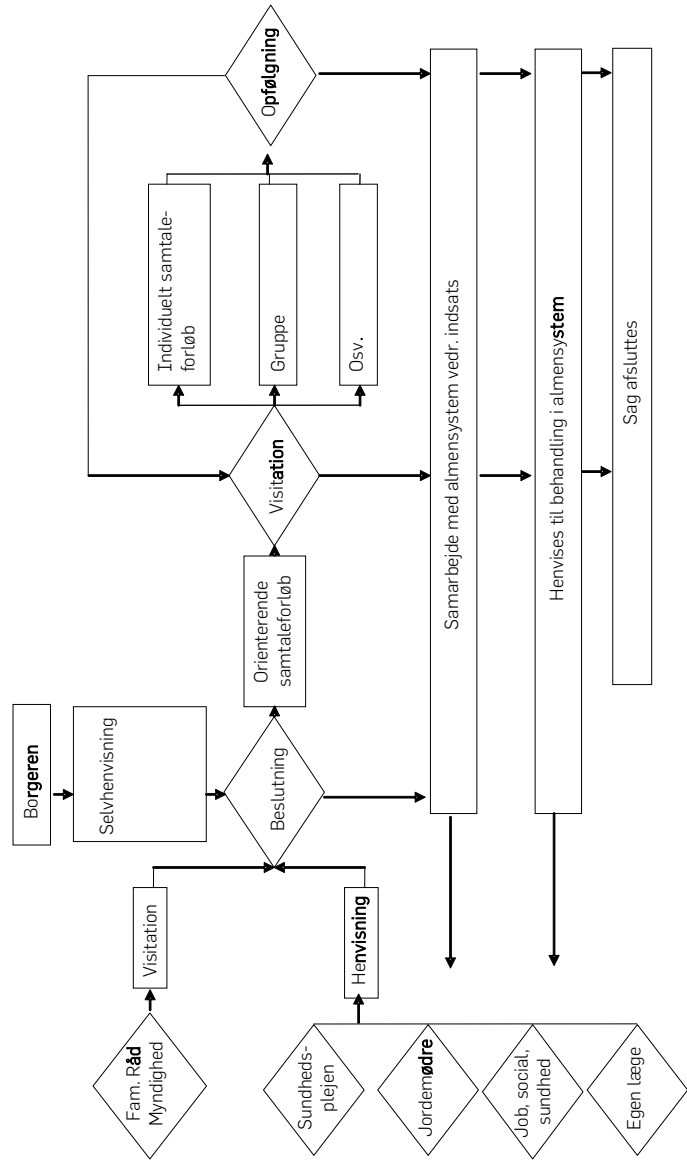 Borgeren
Selvhenvisning
Fam. Råd
Myndighed
Visitation
Beslutning
Orienterende
samtaleforløb
Visitation
Individuelt samtale-
forløb
Gruppe
Osv.
Opfølgning
Sundheds-
plejen
Jordemødre
Job, social,
sundhed
Egen læge
Henvisning
Samarbejde med almensystem vedr. indsats
Henvises til behandling i almensystem
Sag afsluttes